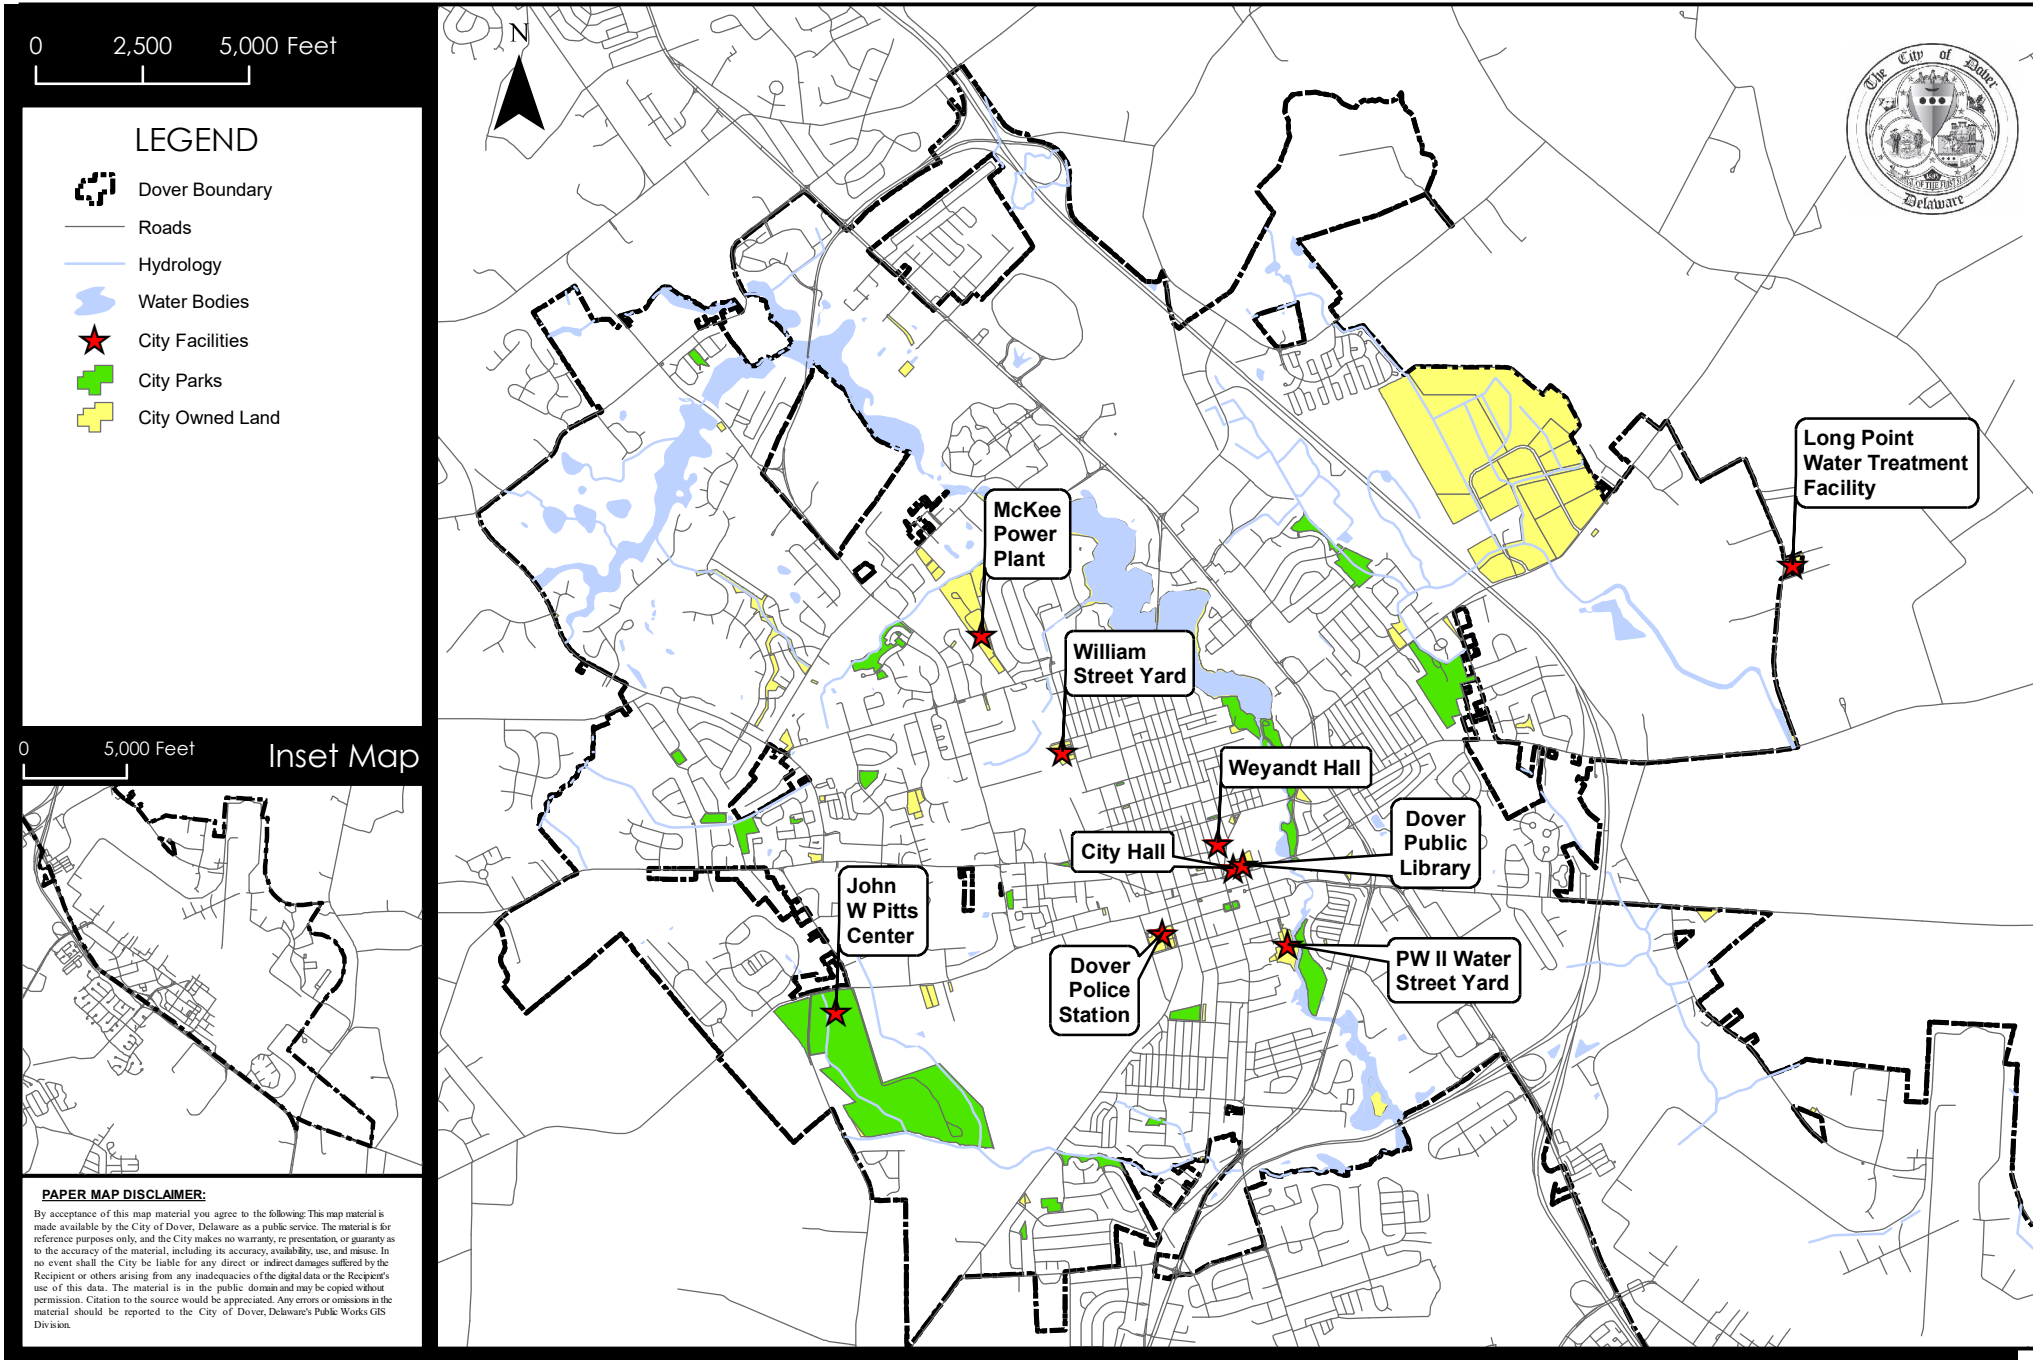 0 2,500 5,000 Feet
LEGEND
Dover Boundary
Roads
Hydrology
Water Bodies
City Facilities
City Parks
City Owned Land
0 5,000 Feet Inset Map
PAPER MAP DISCLAIMER:
By acceptance of this map material you agree to the following: This map material is
made available by the City of Dover, Delaware as a public service. The material is for
reference purposes only, and the City makes no warranty, re presentation, or guaranty as
to the accuracy of the material, including its accuracy, availability, use, and misuse. In
no event shall the City be liable for any direct or indirect damages suffered by the
Recipient or others arising from any inadequacies of the digital data or the Recipient's
use of this data. The material is in the public domain and may be copied without
permission. Citation to the source would be appreciated. Any errors or omissions in the
material should be reported to the City of Dover, Delaware's Public Works GIS
Division.
N
The City of Dover
Delaware
Long Point
Water Treatment
Facility
McKee
Power
Plant
William
Street Yard
Weyandt Hall
City Hall
Dover
Public
Library
John
W Pitts
Center
Dover
Police
Station
PW II Water
Street Yard